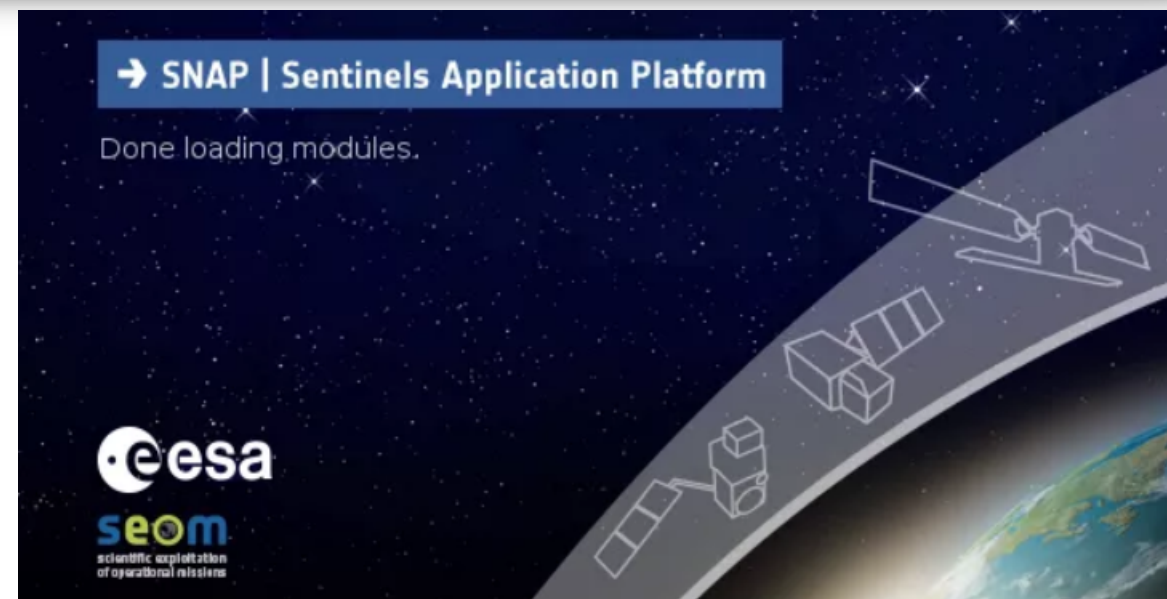 → SNAP | Sentinels Application Platform
Done loading modules.
esa
seom
scientific exploitation
of operational missions